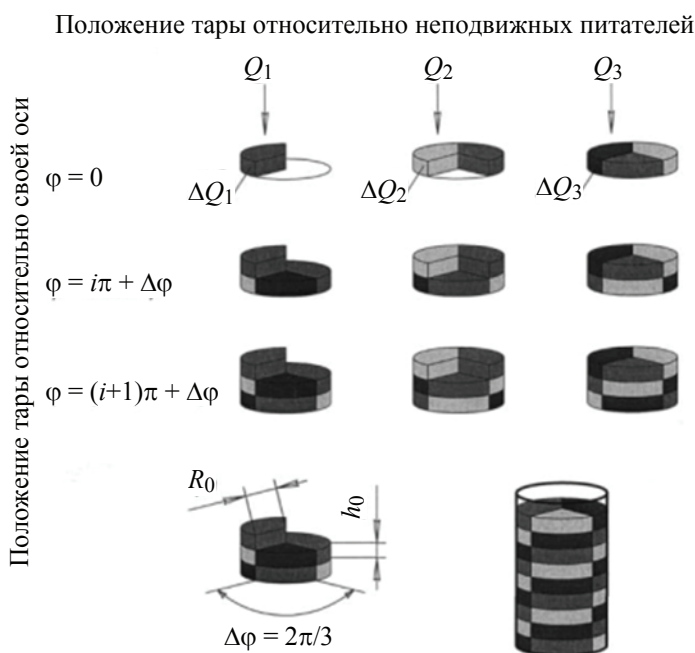 Положение тары относительно неподвижных питателей
Q1 Q2 Q3
Положение тары относительно своей оси
φ = 0
ΔQ1 ΔQ2 ΔQ3
φ = iπ + Δφ
φ = (i+1)π + Δφ
R0
h0
Δφ = 2π/3